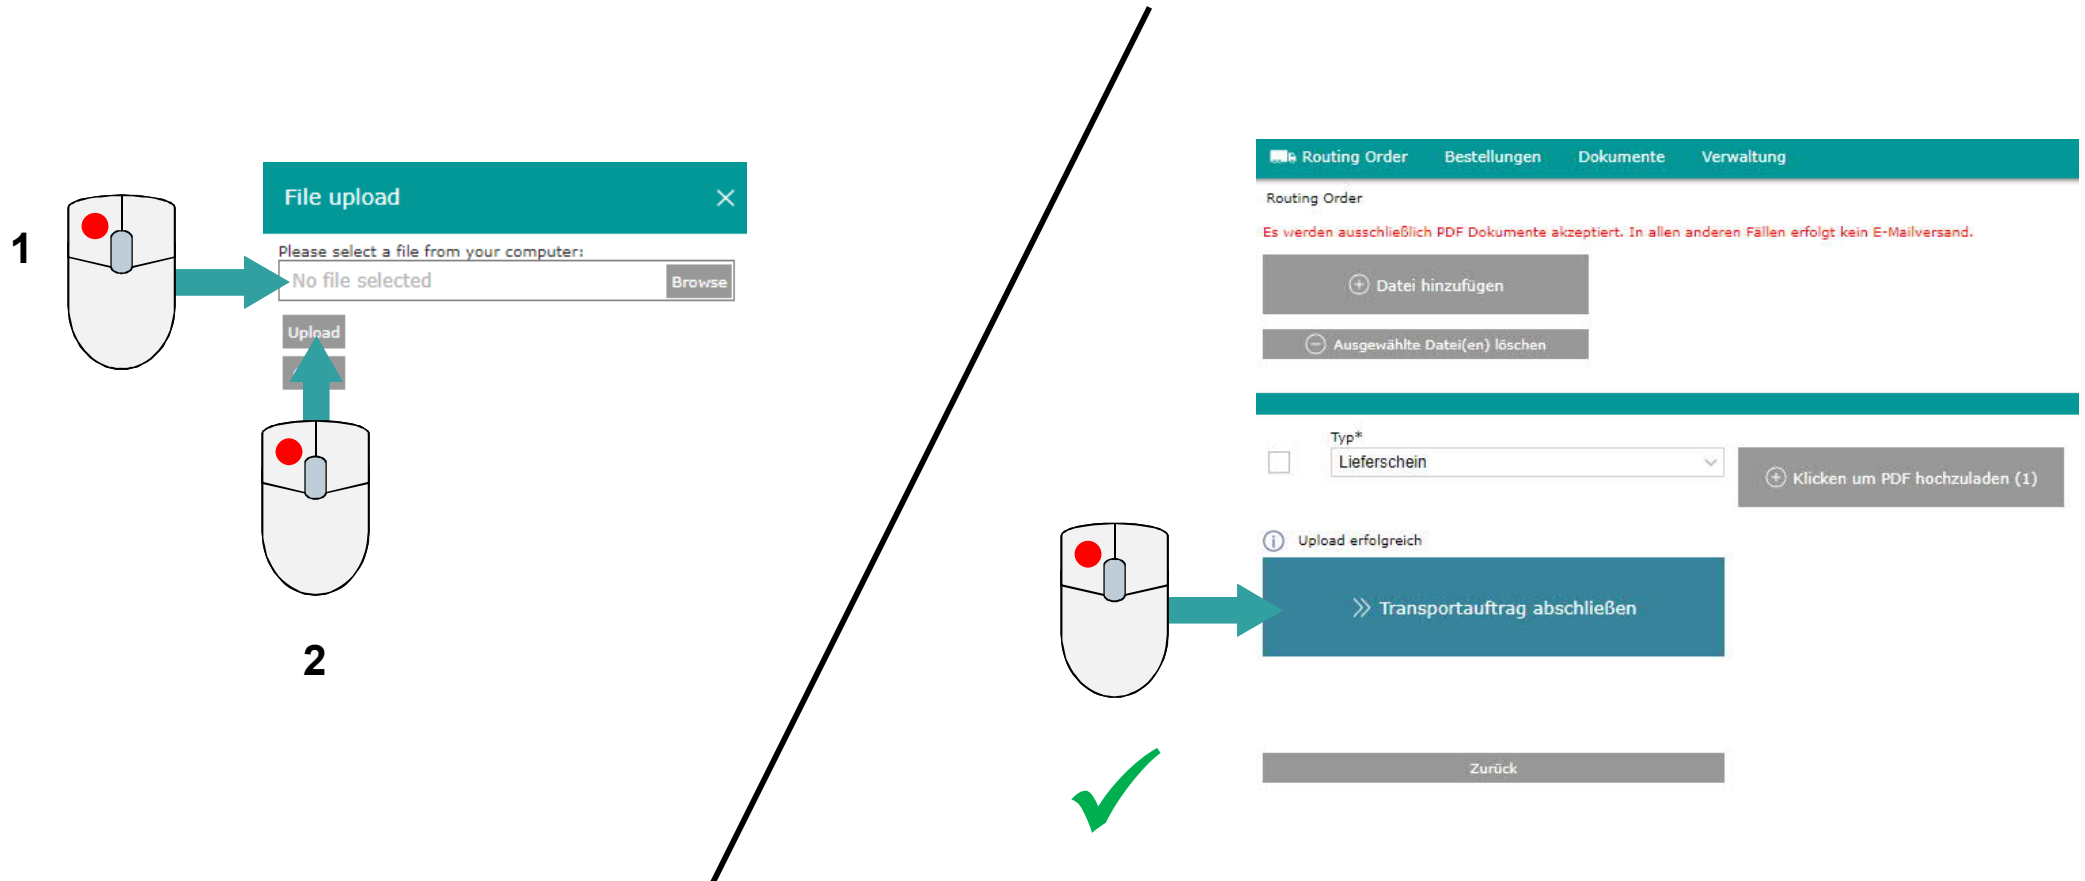 1
File upload
Please select a file from your computer:
No file selected
Browse
Upload
2
Routing Order Bestellungen Dokumente Verwaltung
Routing Order
Es werden ausschließlich PDF Dokumente akzeptiert. In allen anderen Fällen erfolgt kein E-Mailversand.
Datei hinzufügen
Ausgewählte Datei(en) löschen
Typ*
Lieferschein
Klicken um PDF hochzuladen (1)
Upload erfolgreich
Transportauftrag abschließen
Zurück